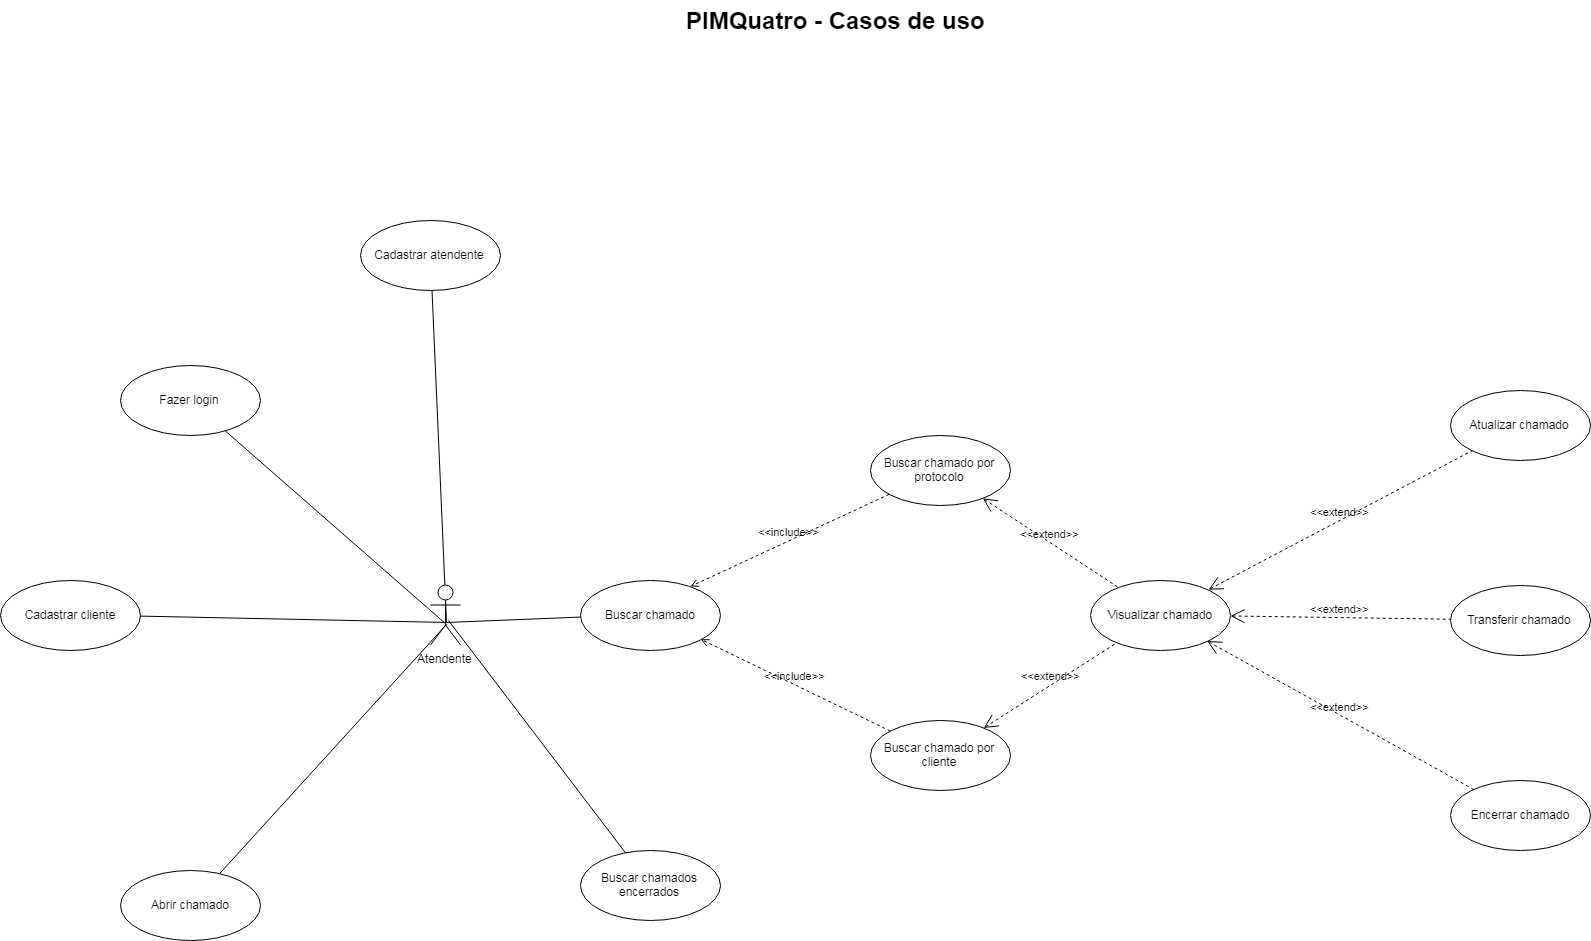 PIMQuatro - Casos de uso
Cadastrar atendente
Fazer login
Atualizar chamado
Buscar chamado por
protocolo
<<extend>>
<<include>>
<<extend>>
Cadastrar cliente
Buscar chamado
Visualizar chamado
<<extend>>
Transferir chamado
Atendente
<<include>>
<<extend>>
<<extend>>
Buscar chamado por
cliente
Encerrar chamado
Buscar chamados
encerrados
Abrir chamado